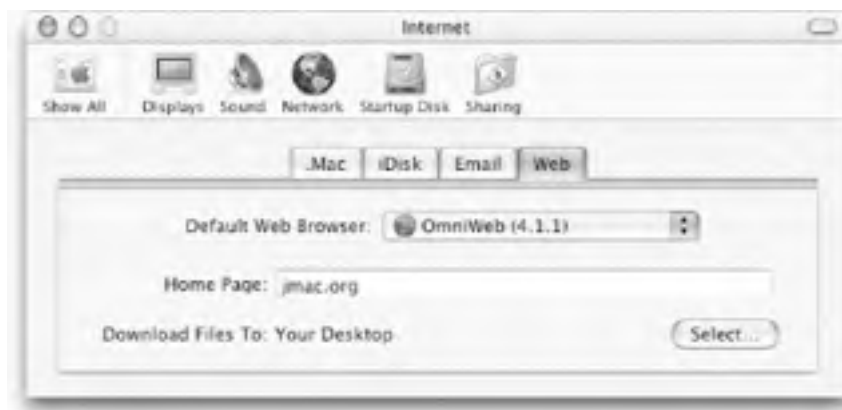 Internet
Show All Displays Sound Network Startup Disk Sharing
.Mac iDisk Email Web
Default Web Browser: OmniWeb (4.1.1)
Home Page: jmac.org
Download Files To: Your Desktop Select...